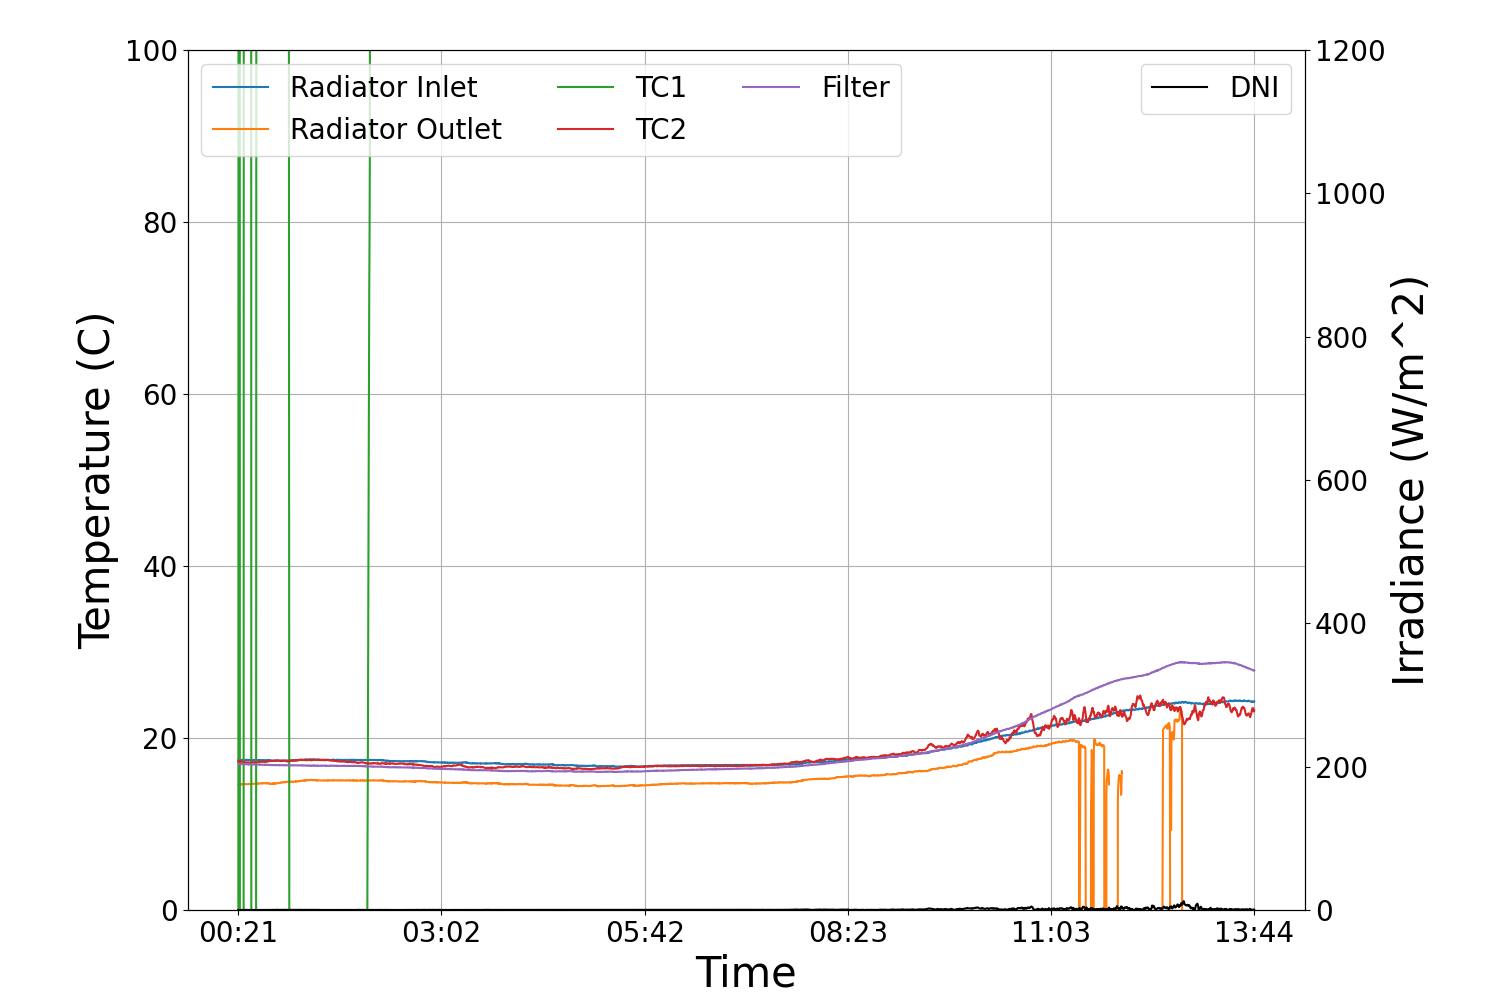 100
80
60
40
20
0
Temperature (C)
Radiator Inlet
Radiator Outlet
TC1
TC2
Filter
DNI
1200
1000
800
600
400
200
0
Irradiance (W/m^2)
00:21
03:02
05:42
08:23
11:03
13:44
Time